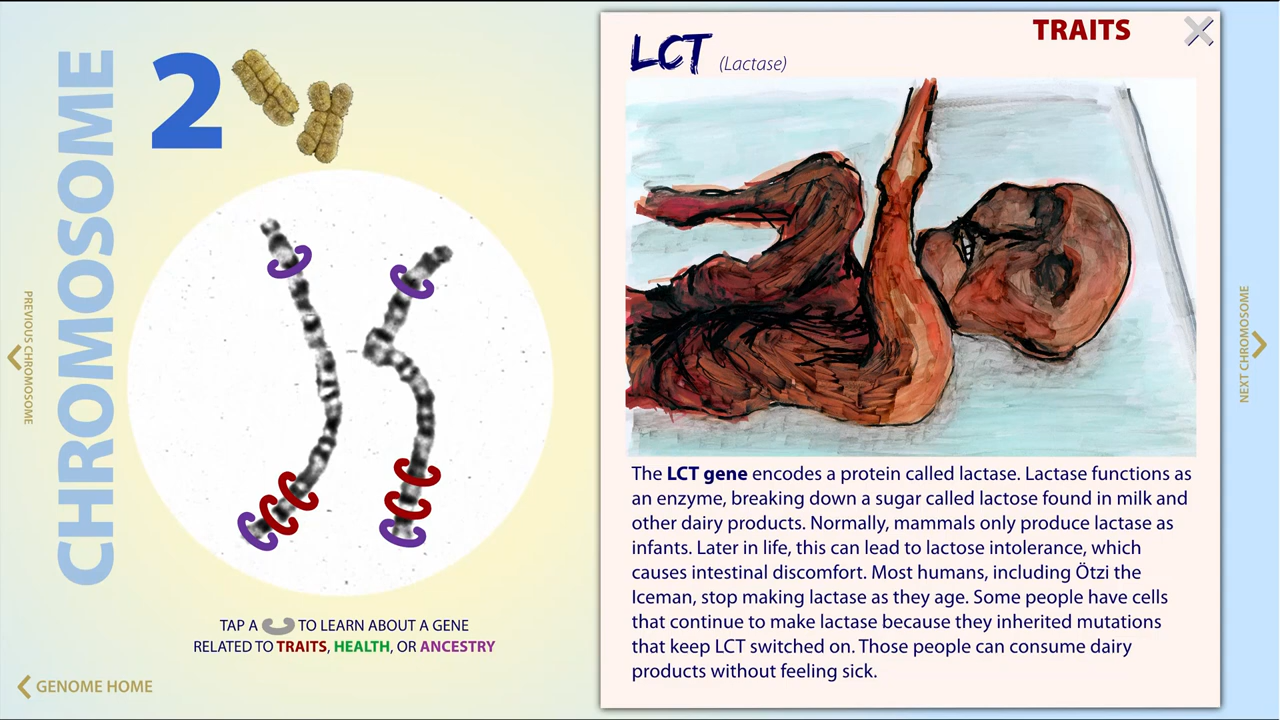 CHROMOSOME
2
PREVIOUS CHROMOSOME
TAP A TO LEARN ABOUT A GENE
RELATED TO TRAITS, HEALTH, OR ANCESTRY
GENOME HOME
TRAITS
LCT (Lactase)
The LCT gene encodes a protein called lactase. Lactase functions as
an enzyme, breaking down a sugar called lactose found in milk and
other dairy products. Normally, mammals only produce lactase as
infants. Later in life, this can lead to lactose intolerance, which
causes intestinal discomfort. Most humans, including Ötzi the
Iceman, stop making lactase as they age. Some people have cells
that continue to make lactase because they inherited mutations
that keep LCT switched on. Those people can consume dairy
products without feeling sick.
NEXT CHROMOSOME